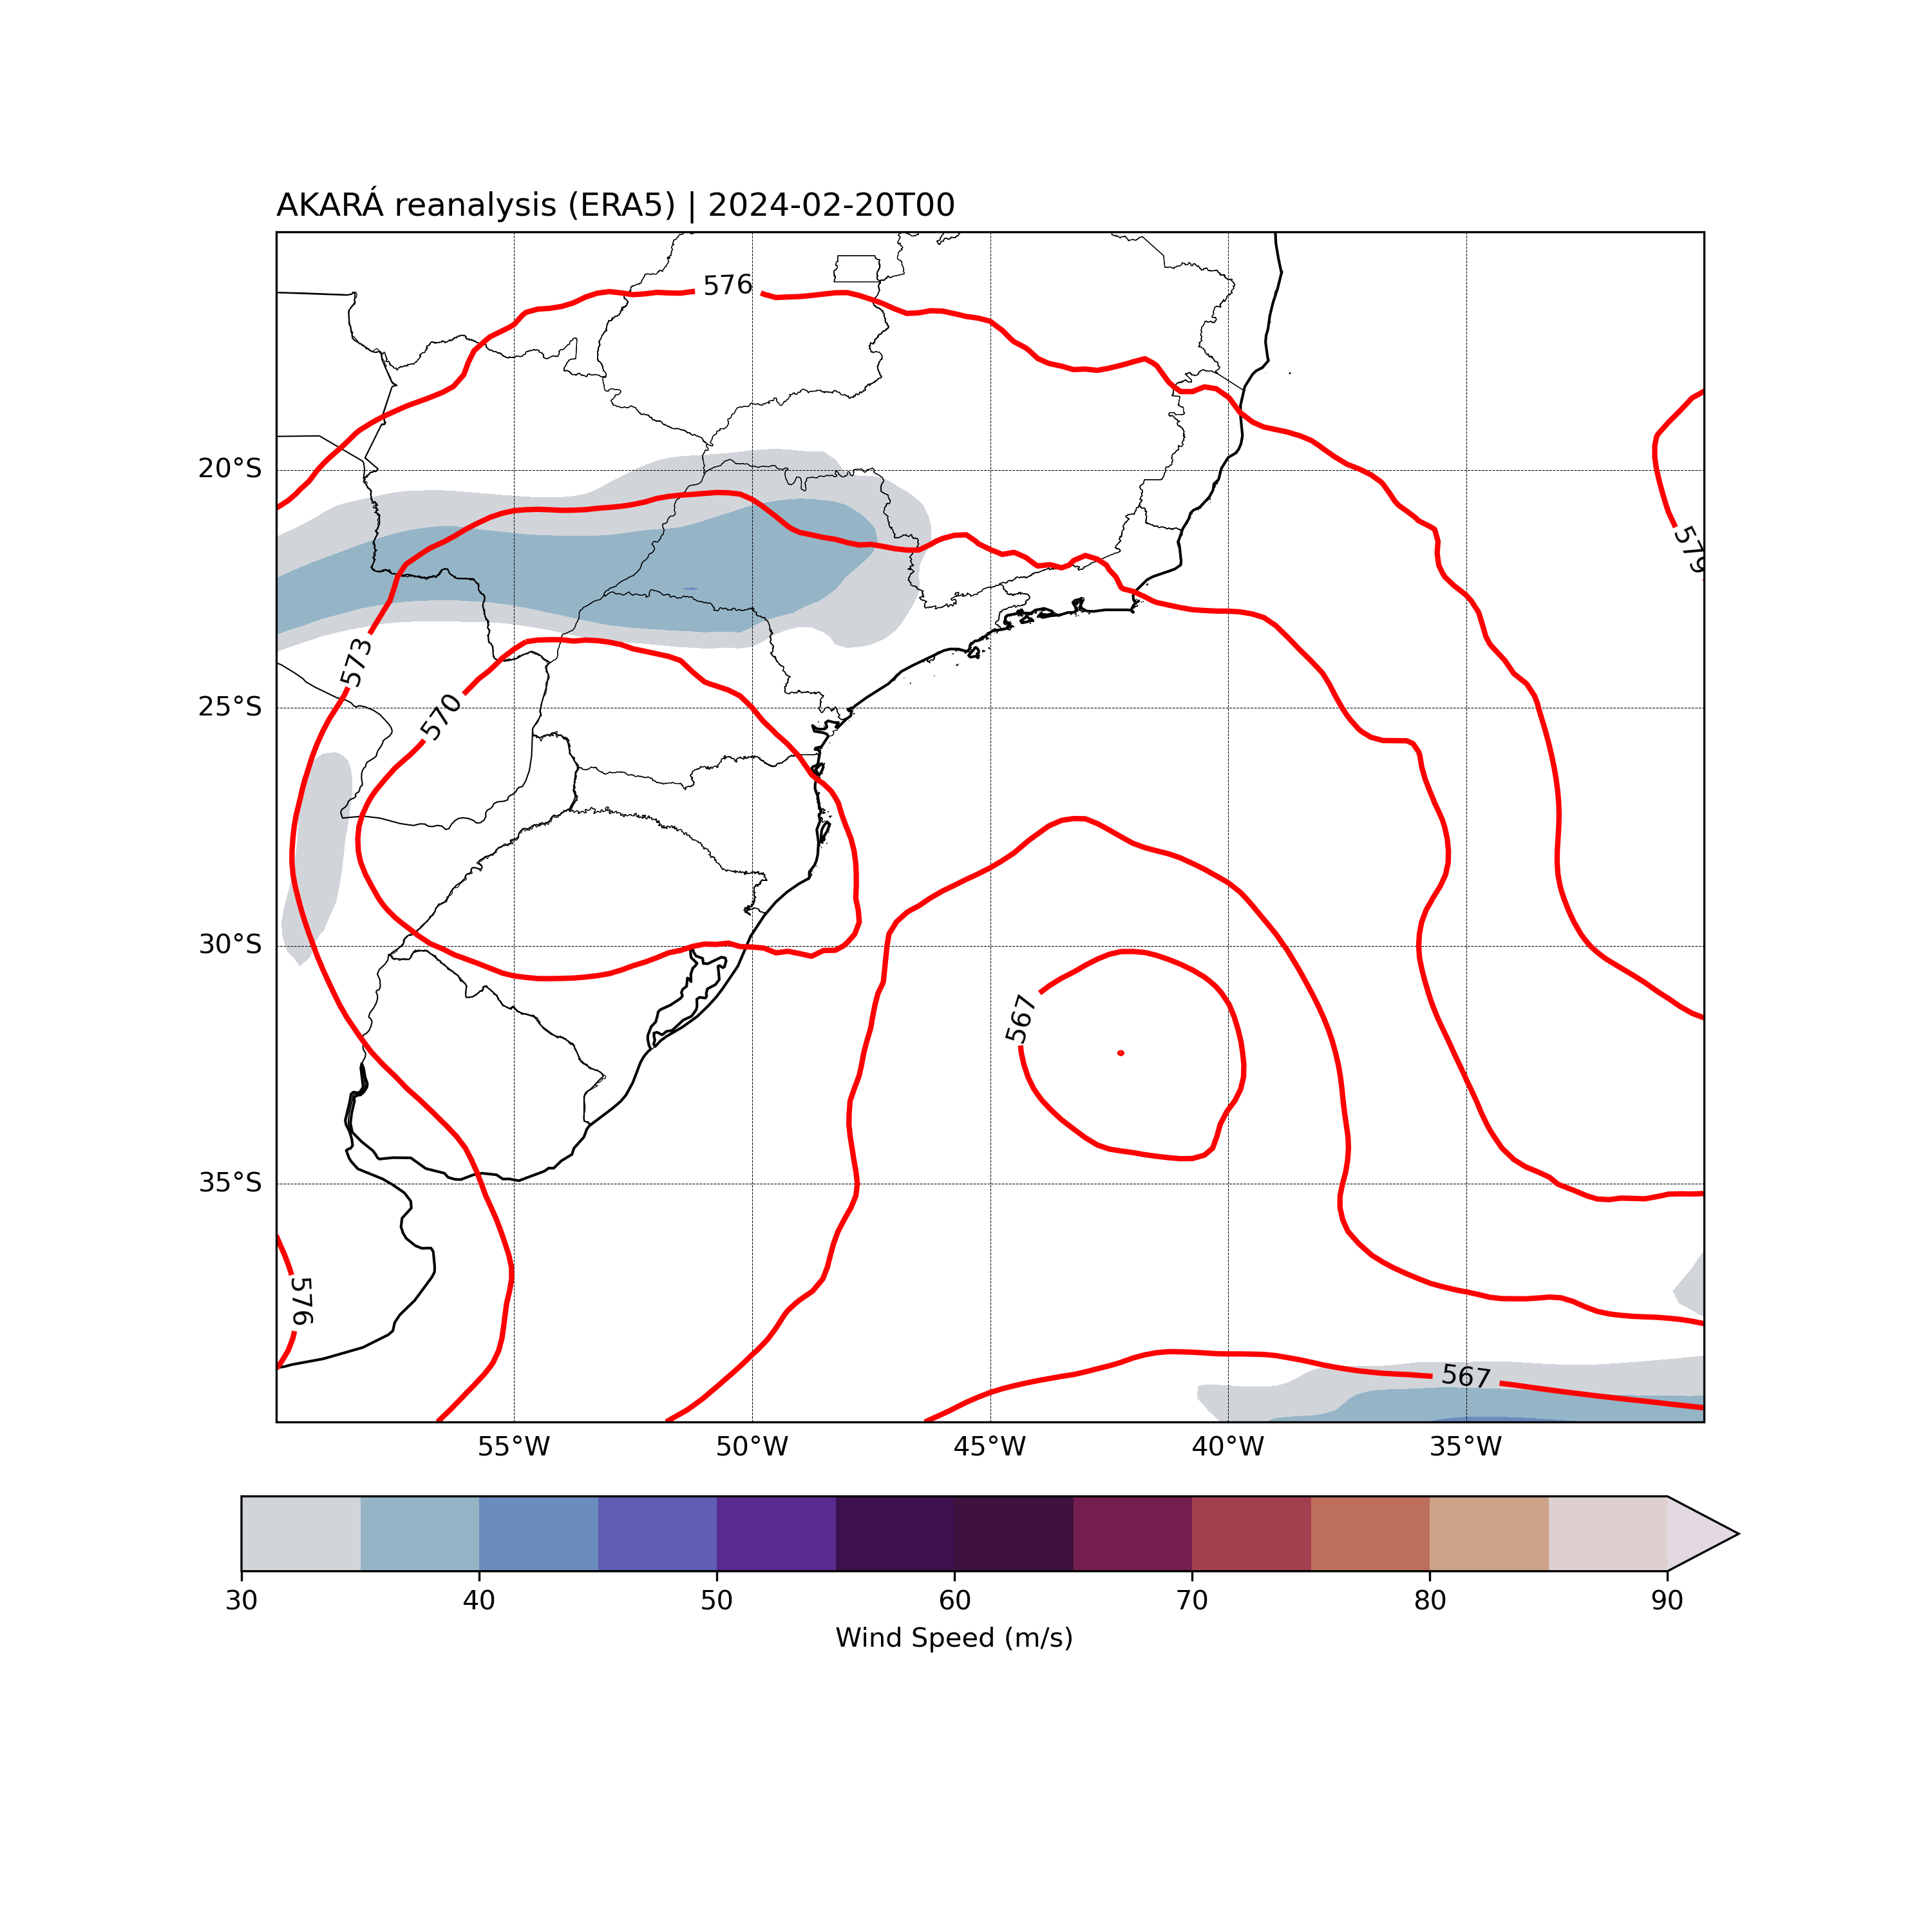 AKARÁ reanalysis (ERA5) | 2024-02-20T00
576
20°S
579
573
25°S
570
30°S
567
35°S
576
567
55°W 50°W 45°W 40°W 35°W
30 40 50 60 70 80 90
Wind Speed (m/s)